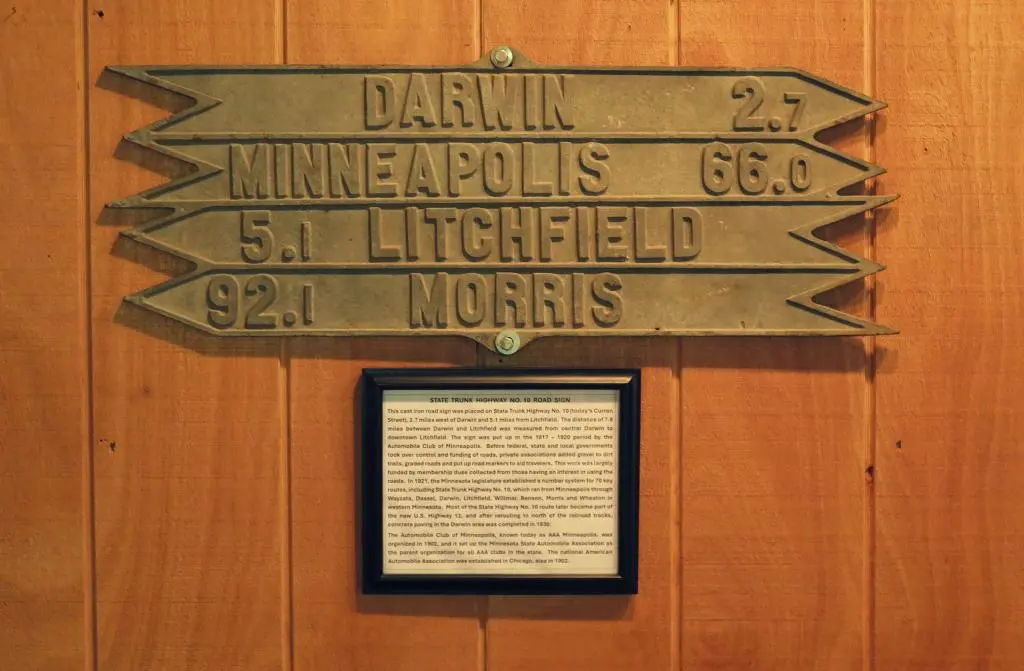 DARWIN 2.7
MINNEAPOLIS 66.0
5.1 LITCHFIELD
92.1 MORRIS
STATE TRUNK HIGHWAY NO. 10 ROAD SIGN
This cast iron road sign was placed on State Trunk Highway No. 10 (today's Curran
Street), 2.7 miles west of Darwin and 5.1 miles from Litchfield. The distance of 7.8
miles between Darwin and Litchfield was measured from central Darwin to
downtown Litchfield. The sign was put up in the 1917 - 1920 period by the
Automobile Club of Minneapolis. Before federal, state and local governments
took over control and funding of roads, private associations added gravel to dirt
trails, graded roads and put up road markers to aid travelers. This work was largely
funded by membership dues collected from those having an interest in using the
roads. In 1921, the Minnesota legislature established a number system for 70 key
routes, including State Trunk Highway No. 10, which ran from Minneapolis through
Wayzata, Dassel, Darwin, Litchfield, Willmar, Benson, Morris and Wheaton in
western Minnesota. Most of the State Highway No. 10 route later became part of
the new U.S. Highway 12, and after rerouting to north of the railroad tracks,
concrete paving in the Darwin area was completed in 1930.
The Automobile Club of Minneapolis, known today as AAA Minneapolis, was
organized in 1902, and it set up the Minnesota State Automobile Association as
the parent organization for all AAA clubs in the state. The national American
Automobile Association was established in Chicago, also in 1902.